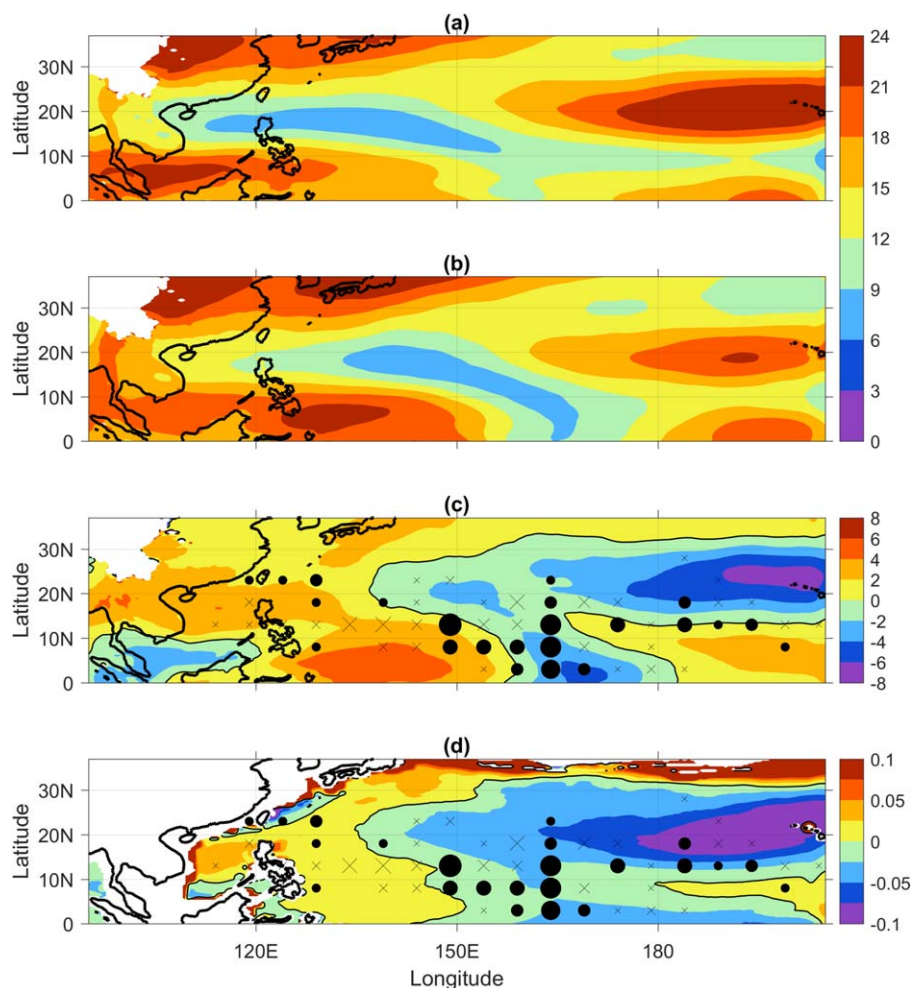 (a)
30N
20N
10N
0
Latitude
24
21
18
15
12
9
6
3
0
(b)
30N
20N
10N
0
Latitude
(c)
30N
20N
10N
0
Latitude
8
6
4
2
0
-2
-4
-6
-8
(d)
30N
20N
10N
0
Latitude
0.1
0.05
0
-0.05
-0.1
120E
150E
180
Longitude